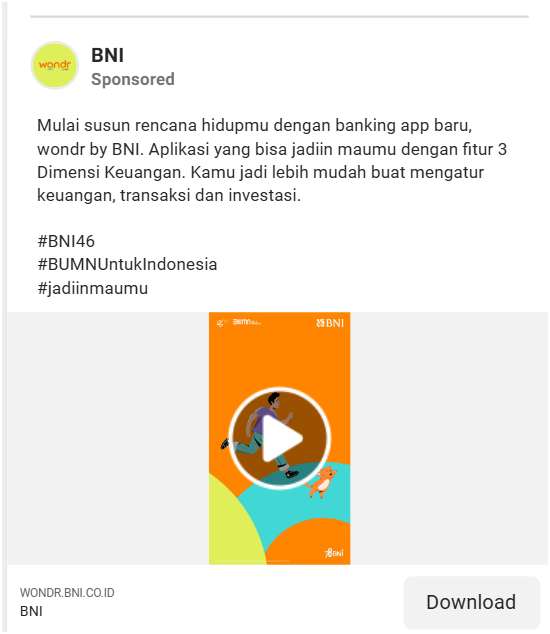 wondr
BNI
Sponsored
Mulai susun rencana hidupmu dengan banking app baru,
wondr by BNI. Aplikasi yang bisa jadiin maumu dengan fitur 3
Dimensi Keuangan. Kamu jadi lebih mudah buat mengatur
keuangan, transaksi dan investasi.
#BNI46
#BUMNUntukIndonesia
#jadiinmaumu
BUMN
BNI
BNI
WONDR.BNI.CO.ID
BNI
Download